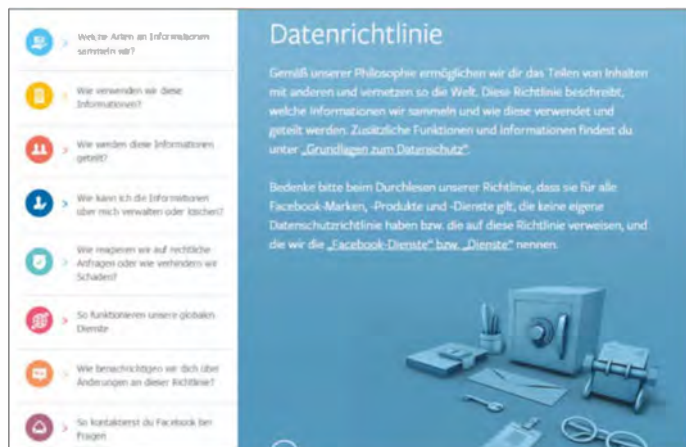 Welche Arten an Informationen
sammeln wir?
Wie verwenden wir diese
Informationen?
Wie werden diese Informationen
geteilt?
Wie kann ich die Informationen
über mich verwalten oder löschen?
Wie reagieren wir auf rechtliche
Anfragen oder wie verhindern wir
Schaden?
So funktionieren unsere globalen
Dienste
Wie benachrichtigen wir dich über
Änderungen an dieser Richtlinie?
So kontaktierst du Facebook bei
Fragen
Datenrichtlinie
Gemäß unserer Philosophie ermöglichen wir dir das Teilen von Inhalten
mit anderen und vernetzen so die Welt. Diese Richtlinie beschreibt,
welche Informationen wir sammeln und wie diese verwendet und
geteilt werden. Zusätzliche Funktionen und Informationen findest du
unter „Grundlagen zum Datenschutz“.
Bedenke bitte beim Durchlesen unserer Richtlinie, dass sie für alle
Facebook-Marken, -Produkte und -Dienste gilt, die keine eigene
Datenschutzrichtlinie haben bzw. die auf diese Richtlinie verweisen, und
die wir die „Facebook-Dienste“ bzw. „Dienste“ nennen.